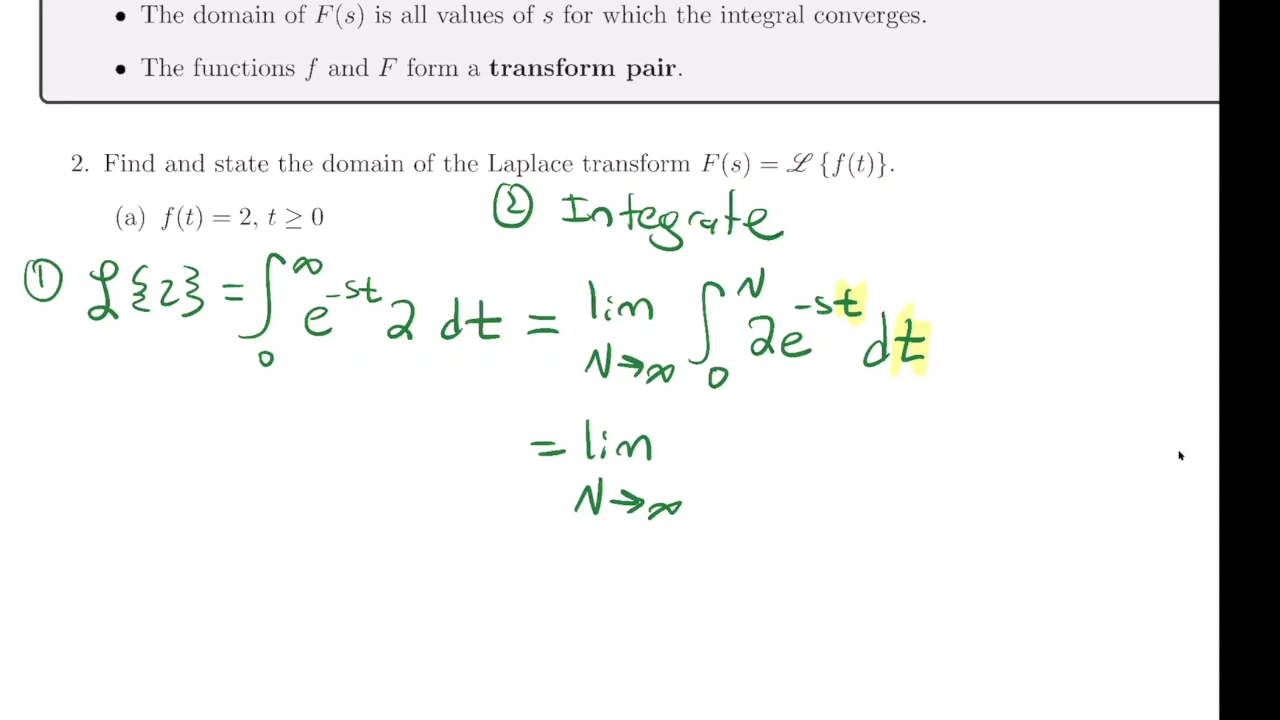 • The domain of F(s) is all values of s for which the integral converges.
• The functions f and F form a transform pair.
2. Find and state the domain of the Laplace transform F(s) = ℒ {f(t)}.
(a) f(t) = 2, t ≥ 0
② Integrate
① ℒ{2} = ∫₀^∞ e^{-st} 2 dt = lim_{N→∞} ∫₀^N 2e^{-st} dt
= lim_{N→∞}